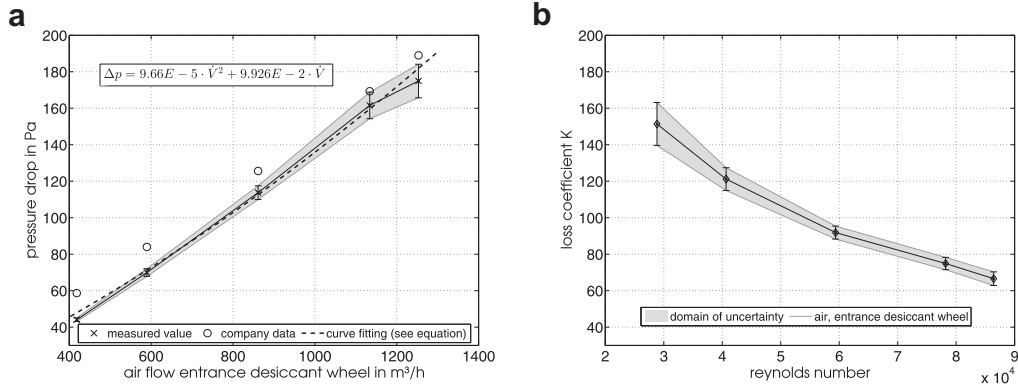 a
200
180
160
140
120
100
80
60
40
pressure drop in Pa
Δp = 9.66E − 5 · V̇² + 9.926E − 2 · V̇
× measured value ○ company data curve fitting (see equation)
400 600 800 1000 1200 1400
air flow entrance desiccant wheel in m³/h
b
200
180
160
140
120
100
80
60
40
loss coefficient K
domain of uncertainty air, entrance desiccant wheel
2 3 4 5 6 7 8 9
reynolds number
x 10⁴